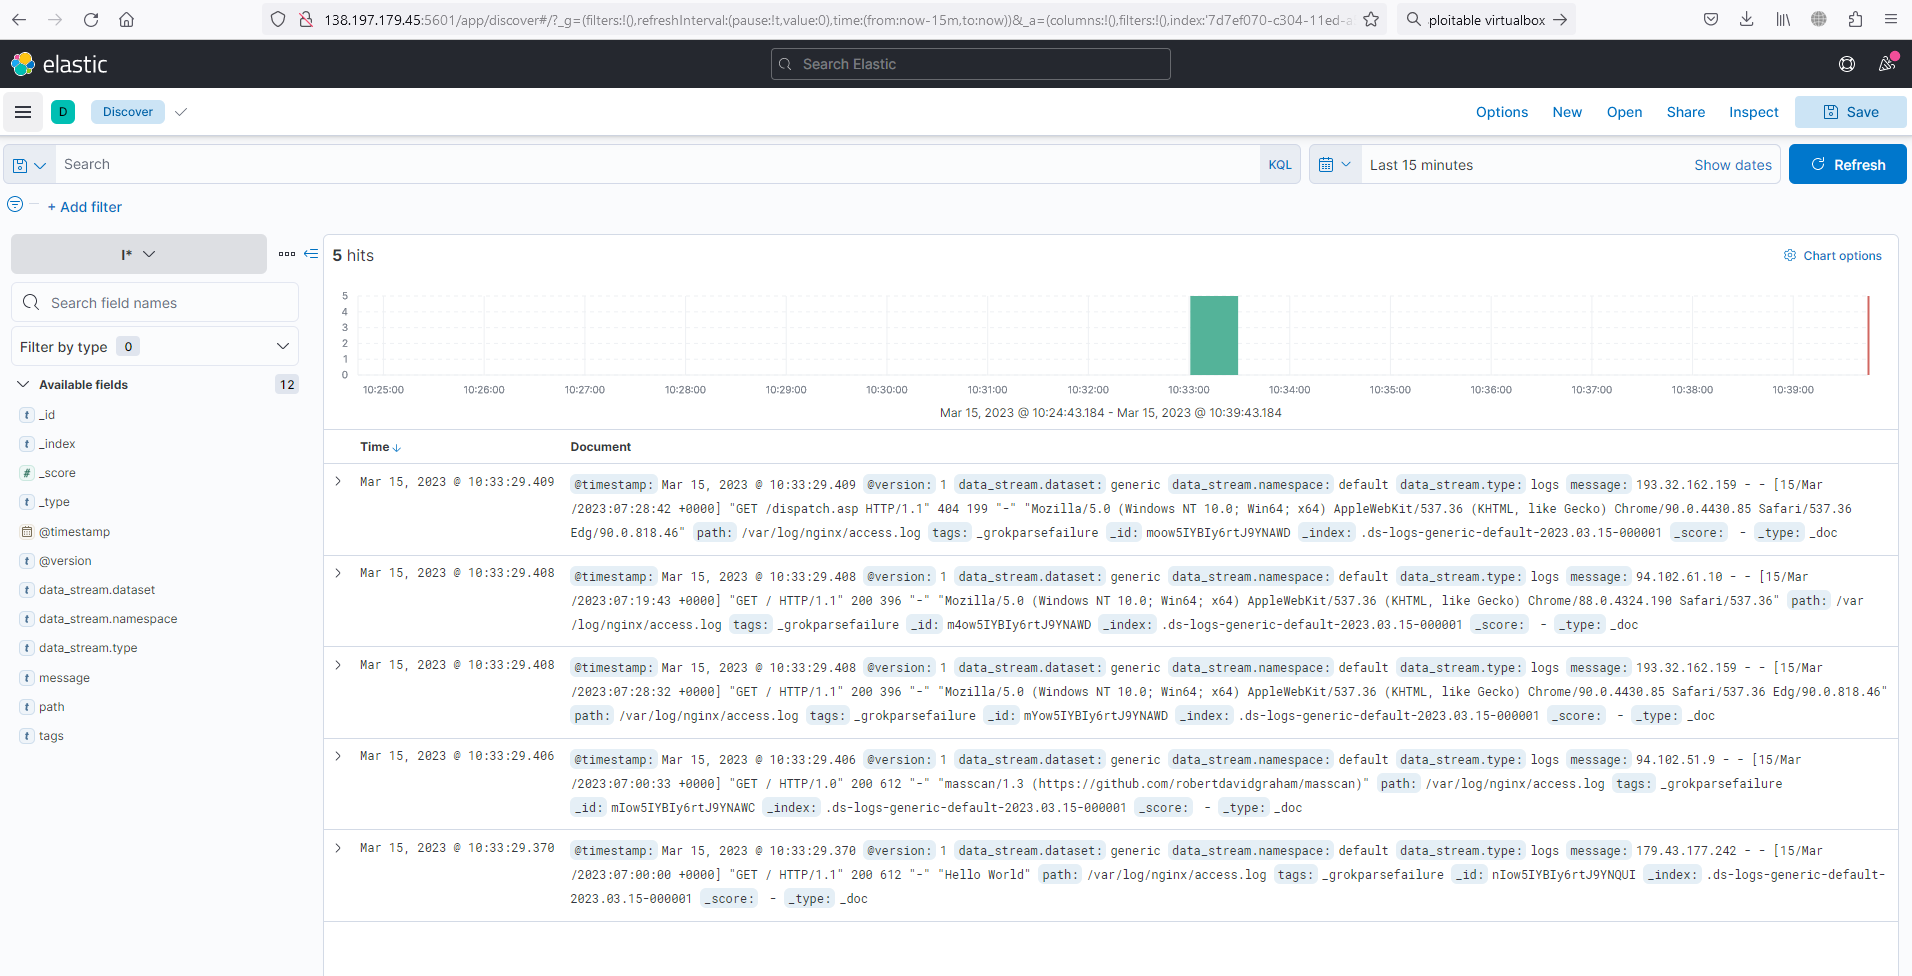 138.197.179.45:5601/app/discover#/?_g=(filters:!(),refreshInterval:(pause:!t,value:0),time:(from:now-15m,to:now))&_a=(columns:!(),filters:!(),index:'7d7ef070-c304-11ed-a
ploitable virtualbox
elastic
Search Elastic
D
Discover
Options New Open Share Inspect Save
Search
KQL
Last 15 minutes
Show dates
Refresh
+ Add filter
l*
Search field names
Filter by type 0
Available fields 12
t _id
t _index
# _score
t _type
@timestamp
t @version
t data_stream.dataset
t data_stream.namespace
t data_stream.type
t message
t path
t tags
5 hits
Chart options
5
4
3
2
1
0
10:25:00 10:26:00 10:27:00 10:28:00 10:29:00 10:30:00 10:31:00 10:32:00 10:33:00 10:34:00 10:35:00 10:36:00 10:37:00 10:38:00 10:39:00
Mar 15, 2023 @ 10:24:43.184 - Mar 15, 2023 @ 10:39:43.184
Time Document
Mar 15, 2023 @ 10:33:29.409 @timestamp: Mar 15, 2023 @ 10:33:29.409 @version: 1 data_stream.dataset: generic data_stream.namespace: default data_stream.type: logs message: 193.32.162.159 - - [15/Mar
/2023:07:28:42 +0000] "GET /dispatch.asp HTTP/1.1" 404 199 "-" "Mozilla/5.0 (Windows NT 10.0; Win64; x64) AppleWebKit/537.36 (KHTML, like Gecko) Chrome/90.0.4430.85 Safari/537.36
Edg/90.0.818.46" path: /var/log/nginx/access.log tags: _grokparsefailure _id: moow5IYBIy6rtJ9YNAWD _index: .ds-logs-generic-default-2023.03.15-000001 _score: - _type: _doc
Mar 15, 2023 @ 10:33:29.408 @timestamp: Mar 15, 2023 @ 10:33:29.408 @version: 1 data_stream.dataset: generic data_stream.namespace: default data_stream.type: logs message: 94.102.61.10 - - [15/Mar
/2023:07:19:43 +0000] "GET / HTTP/1.1" 200 396 "-" "Mozilla/5.0 (Windows NT 10.0; Win64; x64) AppleWebKit/537.36 (KHTML, like Gecko) Chrome/88.0.4324.190 Safari/537.36" path: /var
/log/nginx/access.log tags: _grokparsefailure _id: m4ow5IYBIy6rtJ9YNAWD _index: .ds-logs-generic-default-2023.03.15-000001 _score: - _type: _doc
Mar 15, 2023 @ 10:33:29.408 @timestamp: Mar 15, 2023 @ 10:33:29.408 @version: 1 data_stream.dataset: generic data_stream.namespace: default data_stream.type: logs message: 193.32.162.159 - - [15/Mar
/2023:07:28:32 +0000] "GET / HTTP/1.1" 200 396 "-" "Mozilla/5.0 (Windows NT 10.0; Win64; x64) AppleWebKit/537.36 (KHTML, like Gecko) Chrome/90.0.4430.85 Safari/537.36 Edg/90.0.818.46"
path: /var/log/nginx/access.log tags: _grokparsefailure _id: mYow5IYBIy6rtJ9YNAWD _index: .ds-logs-generic-default-2023.03.15-000001 _score: - _type: _doc
Mar 15, 2023 @ 10:33:29.406 @timestamp: Mar 15, 2023 @ 10:33:29.406 @version: 1 data_stream.dataset: generic data_stream.namespace: default data_stream.type: logs message: 94.102.51.9 - - [15/Mar
/2023:07:00:33 +0000] "GET / HTTP/1.0" 200 612 "-" "masscan/1.3 (https://github.com/robertdavidgraham/masscan)" path: /var/log/nginx/access.log tags: _grokparsefailure
_id: mIow5IYBIy6rtJ9YNAWC _index: .ds-logs-generic-default-2023.03.15-000001 _score: - _type: _doc
Mar 15, 2023 @ 10:33:29.370 @timestamp: Mar 15, 2023 @ 10:33:29.370 @version: 1 data_stream.dataset: generic data_stream.namespace: default data_stream.type: logs message: 179.43.177.242 - - [15/Mar
/2023:07:00:00 +0000] "GET / HTTP/1.1" 200 612 "-" "Hello World" path: /var/log/nginx/access.log tags: _grokparsefailure _id: nIow5IYBIy6rtJ9YNQUI _index: .ds-logs-generic-default-
2023.03.15-000001 _score: - _type: _doc